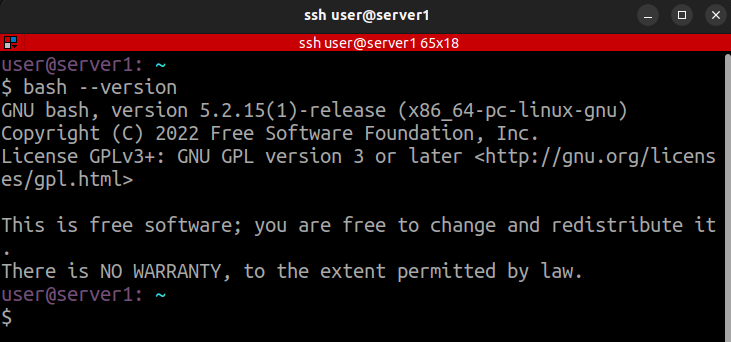 ssh user@server1
ssh user@server1 65x18
user@server1: ~
$ bash --version
GNU bash, version 5.2.15(1)-release (x86_64-pc-linux-gnu)
Copyright (C) 2022 Free Software Foundation, Inc.
License GPLv3+: GNU GPL version 3 or later <http://gnu.org/licens
es/gpl.html>
This is free software; you are free to change and redistribute it
.
There is NO WARRANTY, to the extent permitted by law.
user@server1: ~
$